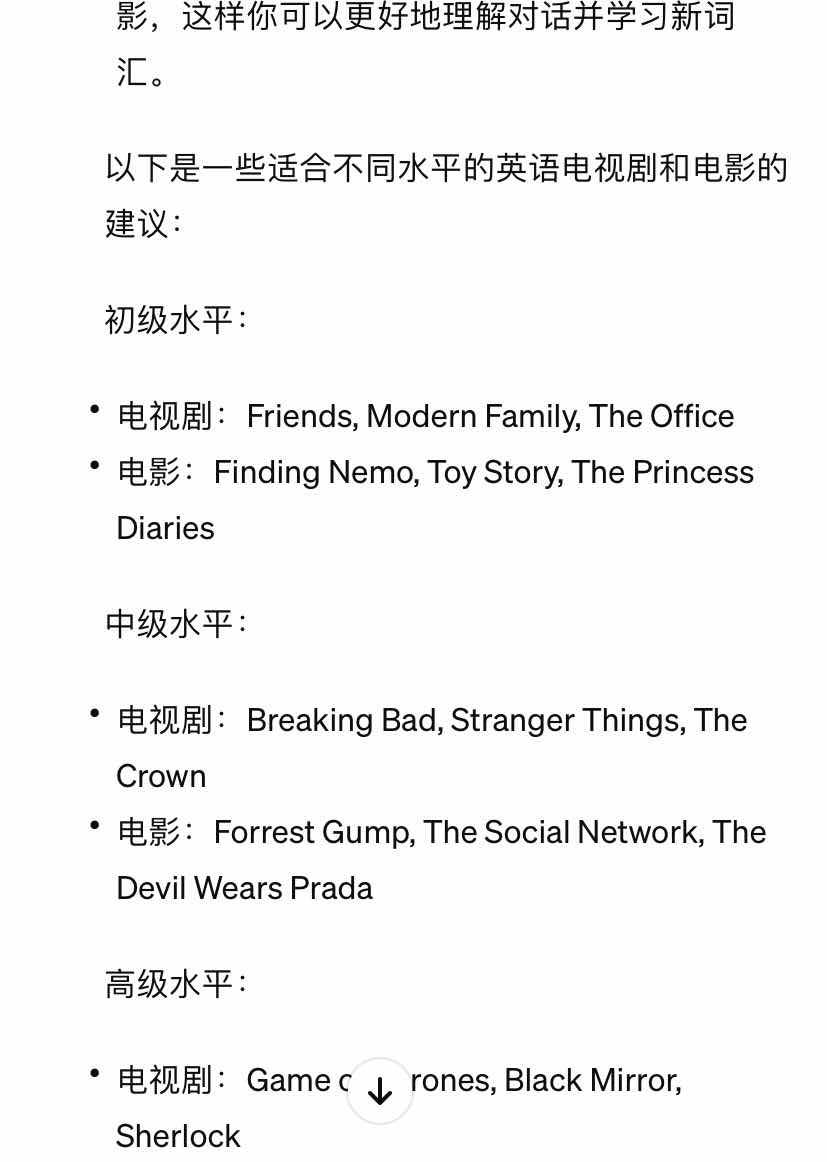 影，这样你可以更好地理解对话并学习新词
汇。
以下是一些适合不同水平的英语电视剧和电影的
建议：
初级水平：
• 电视剧：Friends, Modern Family, The Office
• 电影：Finding Nemo, Toy Story, The Princess
Diaries
中级水平：
• 电视剧：Breaking Bad, Stranger Things, The
Crown
• 电影：Forrest Gump, The Social Network, The
Devil Wears Prada
高级水平：
• 电视剧：Game rones, Black Mirror,
Sherlock